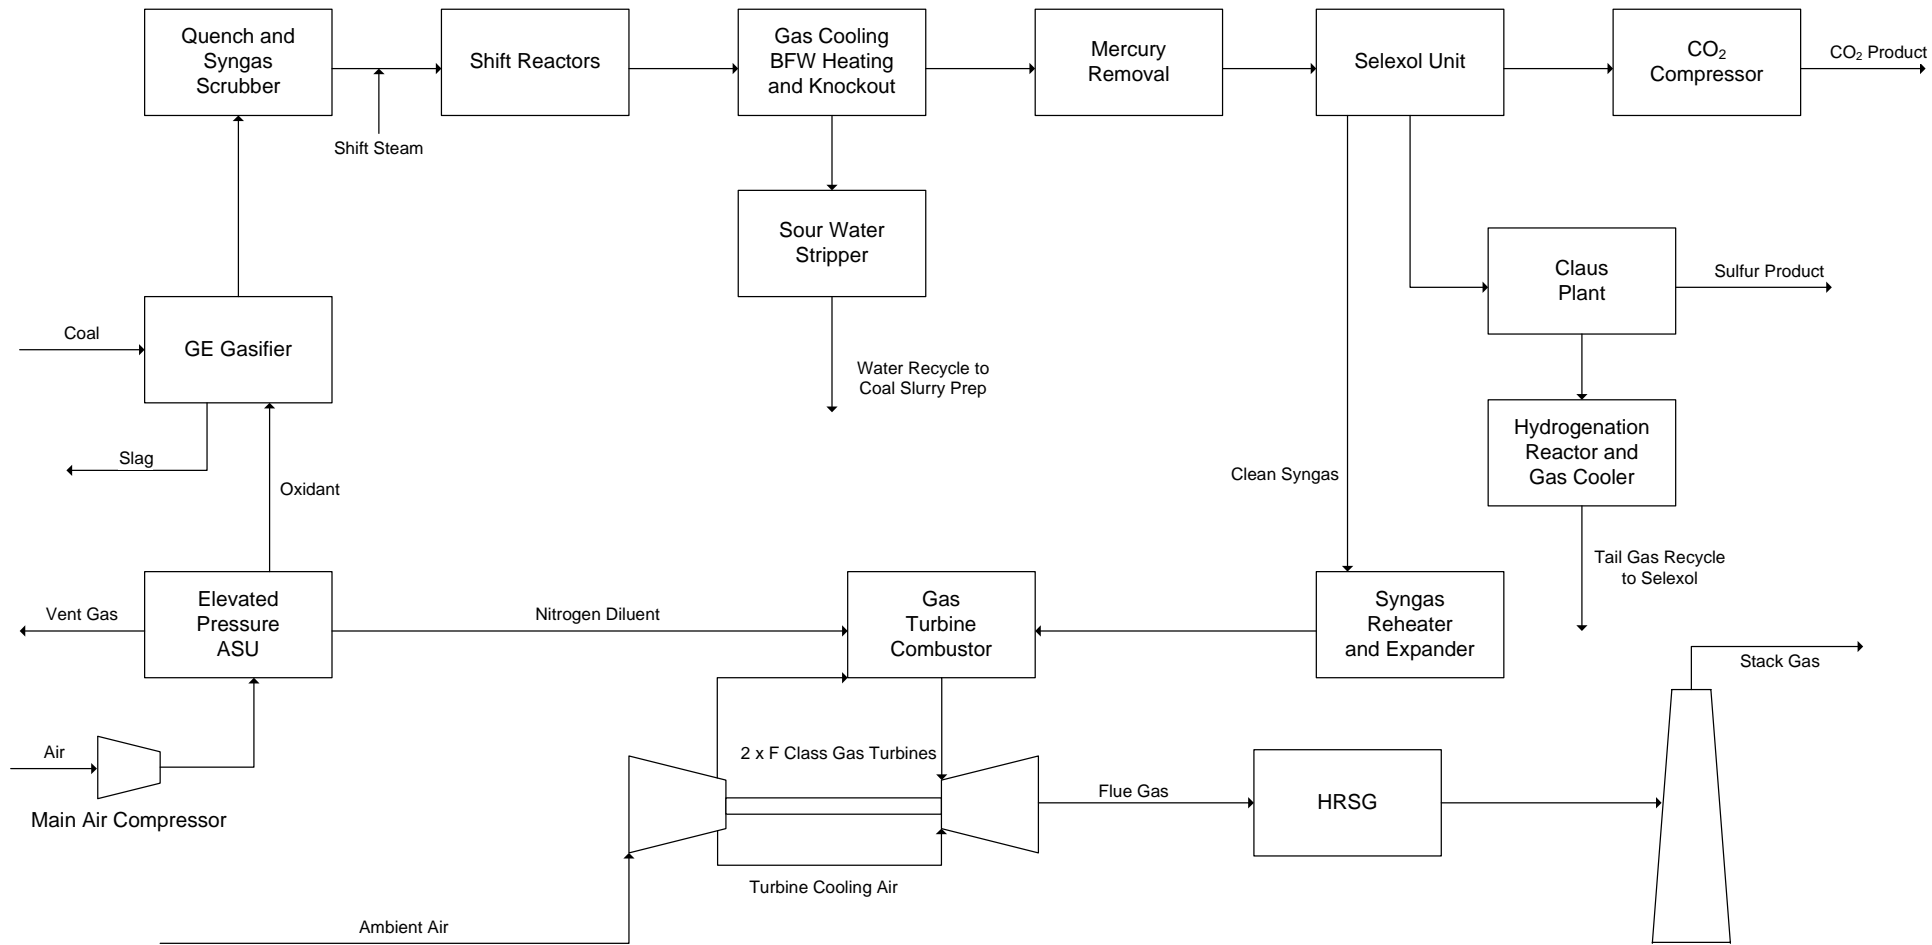 Quench and
Syngas
Scrubber
Shift Reactors
Gas Cooling
BFW Heating
and Knockout
Mercury
Removal
Selexol Unit
CO₂
Compressor
CO₂ Product
Shift Steam
Sour Water
Stripper
Claus
Plant
Sulfur Product
Coal
GE Gasifier
Water Recycle to
Coal Slurry Prep
Hydrogenation
Reactor and
Gas Cooler
Slag
Oxidant
Clean Syngas
Tail Gas Recycle
to Selexol
Vent Gas
Elevated
Pressure
ASU
Nitrogen Diluent
Gas
Turbine
Combustor
Syngas
Reheater
and Expander
Stack Gas
Air
Main Air Compressor
2 x F Class Gas Turbines
Flue Gas
HRSG
Turbine Cooling Air
Ambient Air